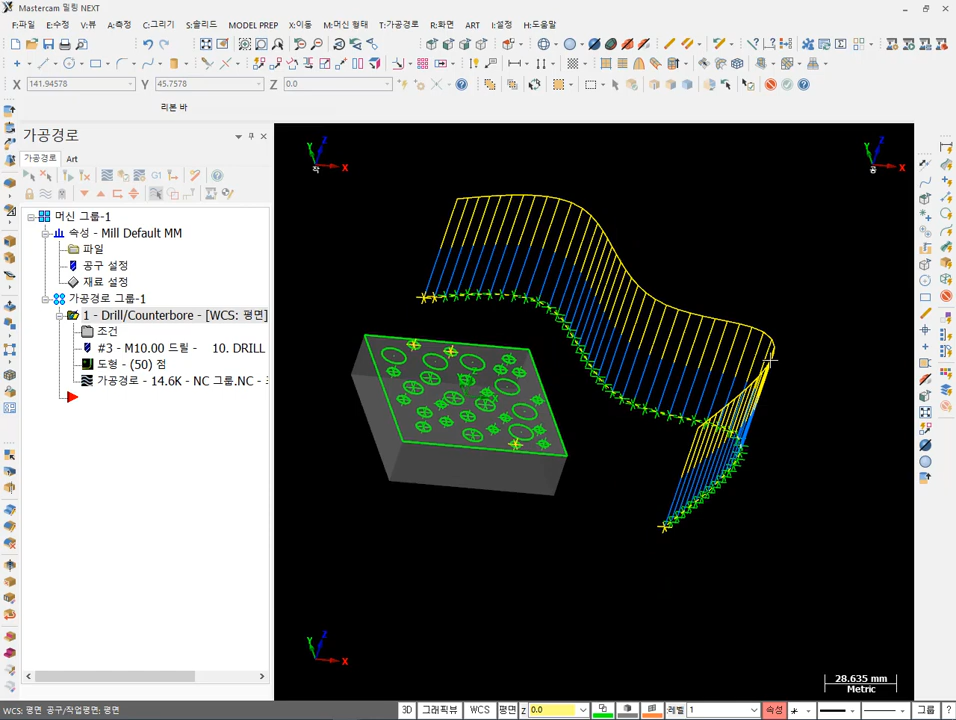 Mastercam 밀링 NEXT
F:파일 E:수정 V:뷰 A:측정 C:그리기 S:솔리드 MODEL PREP X:이동 M:머신 형태 T:가공경로 R:화면 ART I:설정 H:도움말
X 141.94578 Y 45.7578 Z 0.0
리본 바
가공경로
가공경로 Art
G1
머신 그룹-1
속성 - Mill Default MM
파일
공구 설정
재료 설정
가공경로 그룹-1
1 - Drill/Counterbore - [WCS: 평면]
조건
#3 - M10.00 드릴 - 10. DRILL
도형 - (50) 점
가공경로 - 14.6K - NC 그룹.NC -
Y Z X
Y Z X
Y Z X
28.635 mm
Metric
WCS: 평면 공구/작업평면: 평면 3D 그래픽뷰 WCS 평면 Z 0.0 레벨 1 속성 그룹